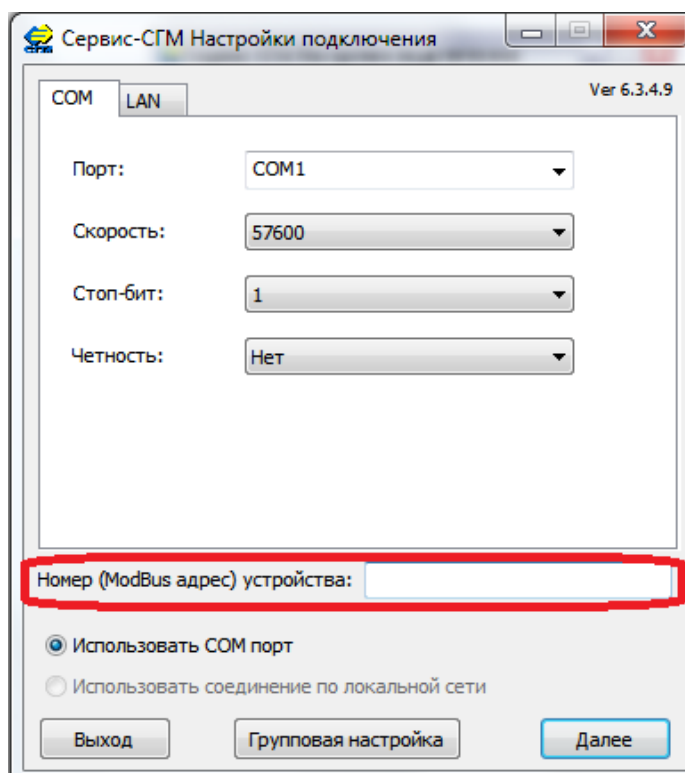 Сервис-СГМ Настройки подключения
COM LAN Ver 6.3.4.9
Порт: COM1
Скорость: 57600
Стоп-бит: 1
Четность: Нет
Номер (ModBus адрес) устройства:
Использовать COM порт
Использовать соединение по локальной сети
Выход Групповая настройка Далее